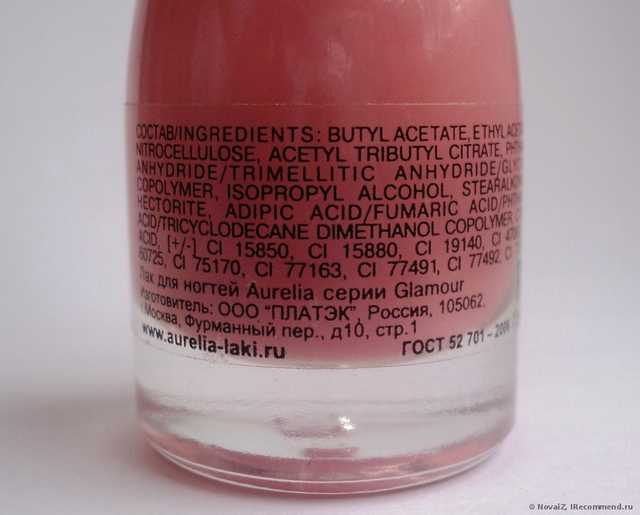 СОСТАВ/INGREDIENTS: BUTYL ACETATE, ETHYL
NITROCELLULOSE, ACETYL TRIBUTYL CITRATE,
ANHYDRIDE/TRIMELLITIC ANHYDRIDE/
COPOLYMER, ISOPROPYL ALCOHOL,
HECTORITE, ADIPIC ACID/FUMARIC
ACID/TRICYCLODECANE DIMETHANOL COPOLYMER,
ACID, [+/-] CI 15850, CI 15880, CI 19140, CI
60725, CI 75170, CI 77163, CI 77491, CI 77492,
Лак для ногтей Aurelia серии Glamour
Изготовитель: ООО "ПЛАТЭК", Россия, 105062,
г.Москва, Фурманный пер., д10, стр.1
www.aurelia-laki.ru ГОСТ 52 701 –
© NovaiZ, IRecommend.ru